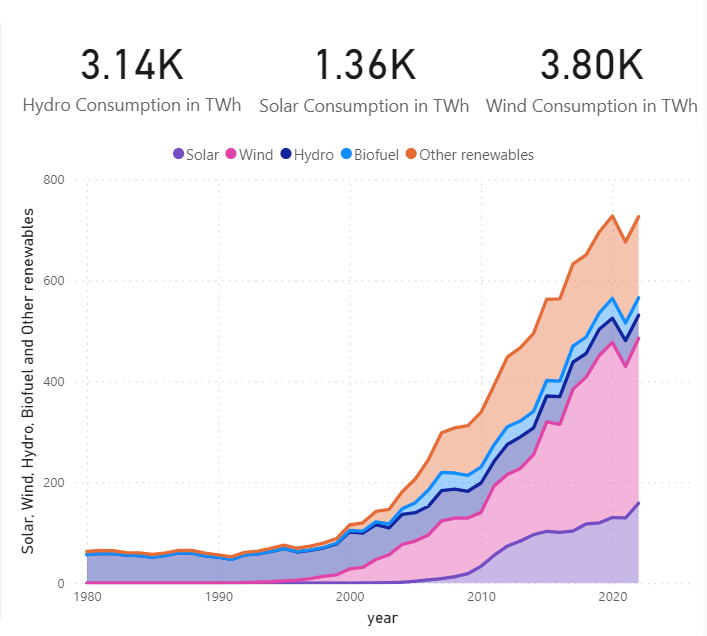 3.14K 1.36K 3.80K
Hydro Consumption in TWh Solar Consumption in TWh Wind Consumption in TWh
Solar Wind Hydro Biofuel Other renewables
Solar, Wind, Hydro, Biofuel and Other renewables
800
600
400
200
0
1980 1990 2000 2010 2020
year